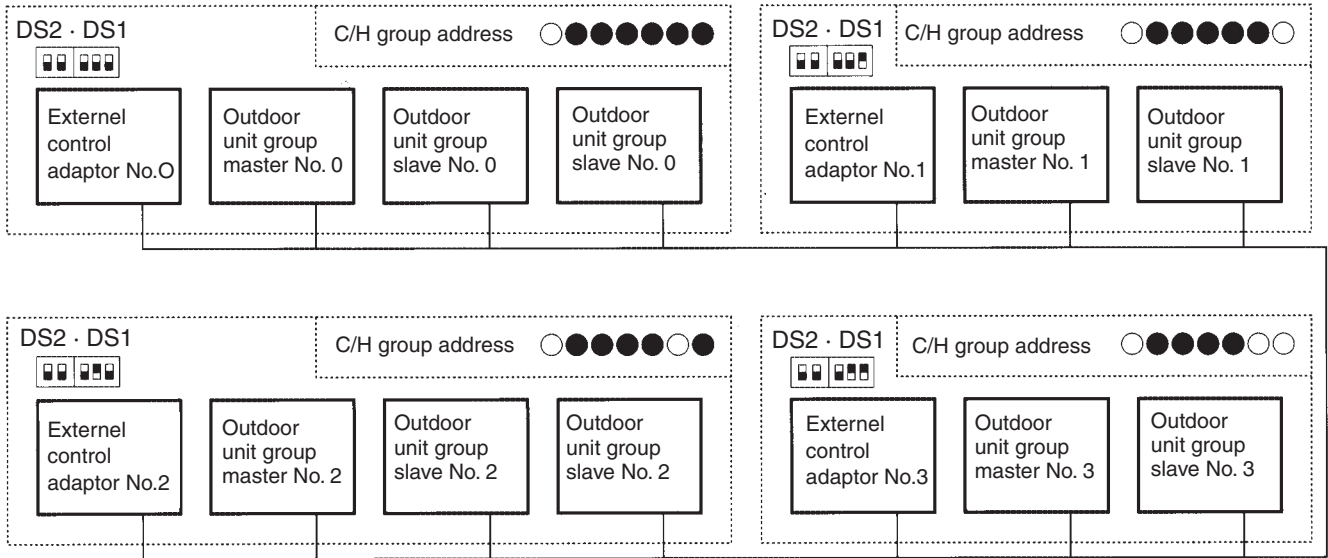 DS2 · DS1
C/H group address
Externel
control
adaptor No.O
Outdoor
unit group
master No. 0
Outdoor
unit group
slave No. 0
Outdoor
unit group
slave No. 0
DS2 · DS1
C/H group address
Externel
control
adaptor No.1
Outdoor
unit group
master No. 1
Outdoor
unit group
slave No. 1
DS2 · DS1
C/H group address
Externel
control
adaptor No.2
Outdoor
unit group
master No. 2
Outdoor
unit group
slave No. 2
Outdoor
unit group
slave No. 2
DS2 · DS1
C/H group address
Externel
control
adaptor No.3
Outdoor
unit group
master No. 3
Outdoor
unit group
slave No. 3